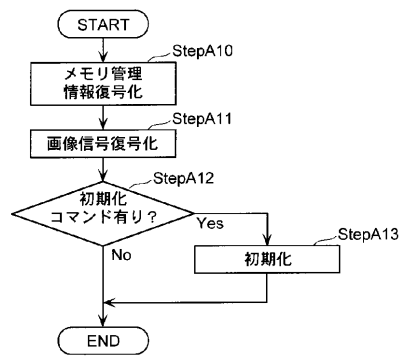 START
StepA10
メモリ管理
情報復号化
StepA11
画像信号復号化
StepA12
初期化
コマンド有り？
Yes
StepA13
No
初期化
END